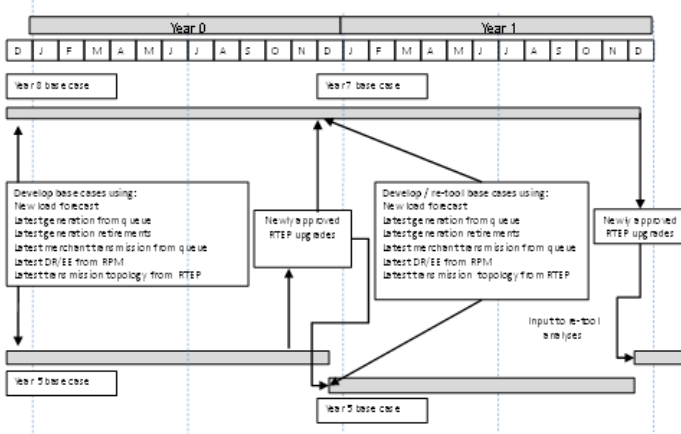 Year 0 Year 1
D J F M A M J J A S O N D J F M A M J J A S O N D
Year 8 base case Year 7 base case
Develop base cases using:
New load forecast
Latest generation from queue
Latest generation retirements
Latest merchant transmission from queue
Latest DR/EE from RPM
Latest transmission topology from RTEP
Newly approved
RTEP upgrades
Develop / re-tool base cases using:
New load forecast
Latest generation from queue
Latest generation retirements
Latest merchant transmission from queue
Latest DR/EE from RPM
Latest transmission topology from RTEP
Newly approved
RTEP upgrades
Input to re-tool
analyses
Year 5 base case
Year 5 base case